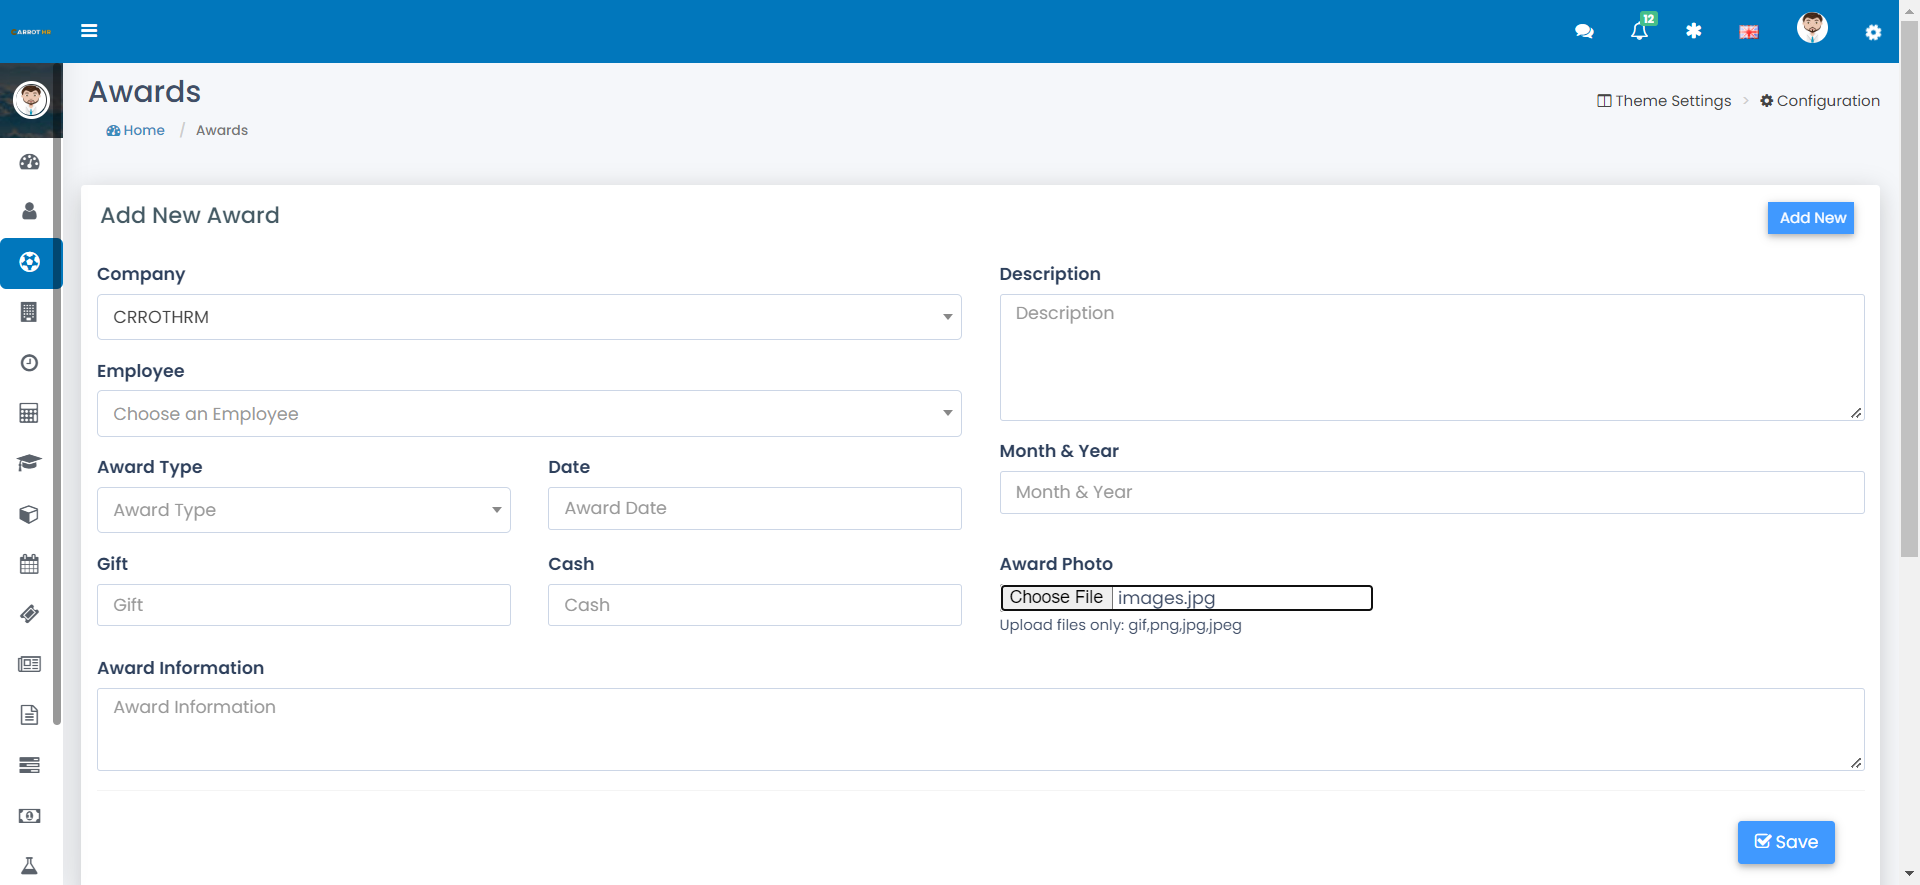 12
Awards
Home / Awards
Theme Settings > Configuration
Add New Award
Add New
Company
CRROTHRM
Employee
Choose an Employee
Award Type
Award Type
Date
Award Date
Gift
Gift
Cash
Cash
Description
Description
Month & Year
Month & Year
Award Photo
Choose File images.jpg
Upload files only: gif,png,jpg,jpeg
Award Information
Award Information
Save